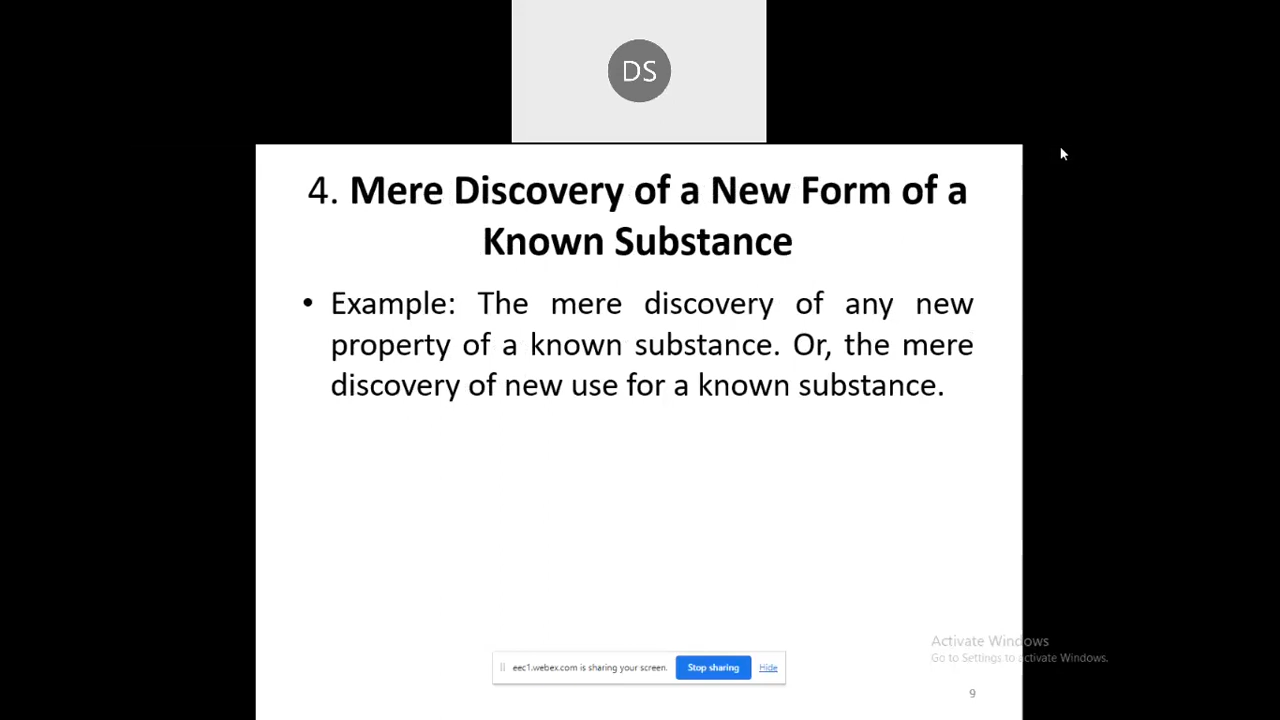 DS
4. Mere Discovery of a New Form of a
Known Substance
• Example: The mere discovery of any new
property of a known substance. Or, the mere
discovery of new use for a known substance.
Activate Windows
Go to Settings to activate Windows.
eec1.webex.com is sharing your screen. Stop sharing Hide
9